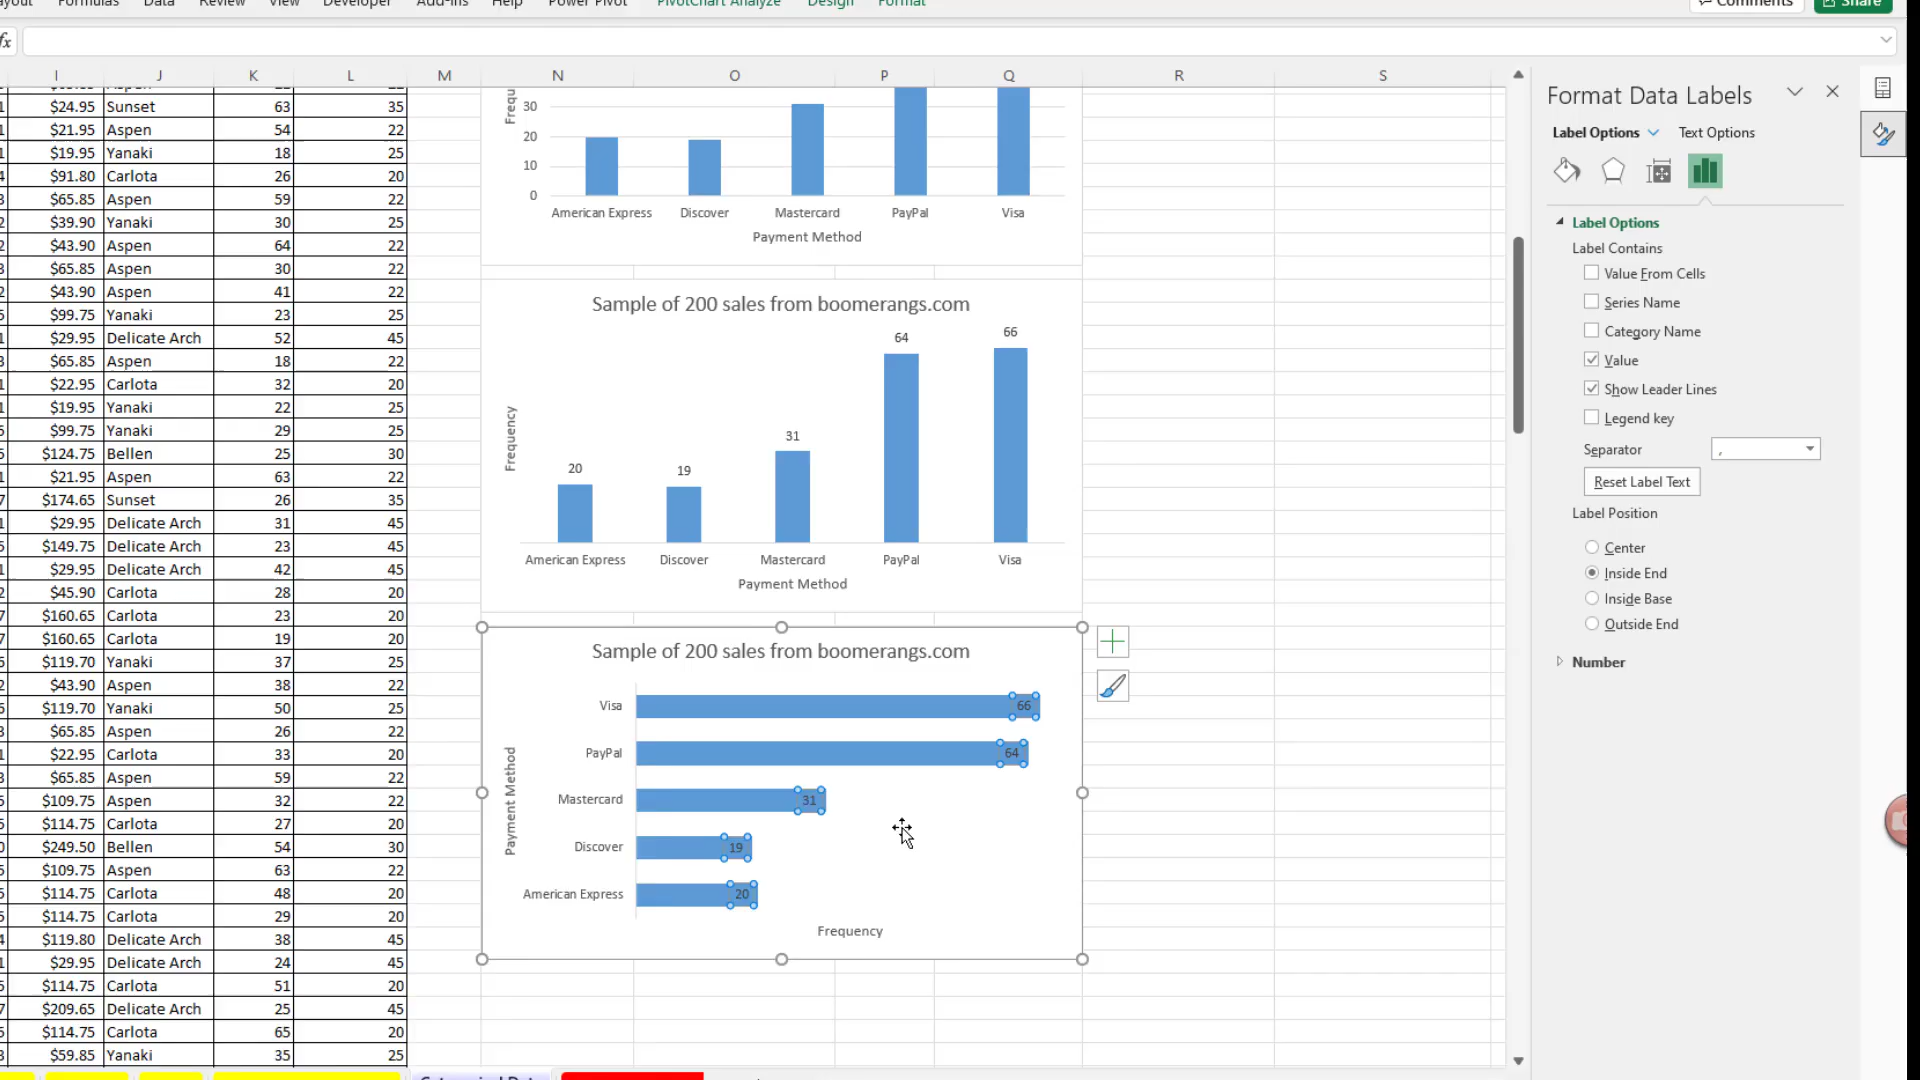 Formulas Data Review View Developer Add-ins Help Power Pivot PivotChart Analyze Design Format Comments Share
fx
I J K L M N O P Q R S
$24.95 Sunset 63 35
$21.95 Aspen 54 22
$19.95 Yanaki 18 25
$91.80 Carlota 26 20
$65.85 Aspen 59 22
$39.90 Yanaki 30 25
$43.90 Aspen 64 22
$65.85 Aspen 30 22
$43.90 Aspen 41 22
$99.75 Yanaki 23 25
$29.95 Delicate Arch 52 45
$65.85 Aspen 18 22
$22.95 Carlota 32 20
$19.95 Yanaki 22 25
$99.75 Yanaki 29 25
$124.75 Bellen 25 30
$21.95 Aspen 63 22
$174.65 Sunset 26 35
$29.95 Delicate Arch 31 45
$149.75 Delicate Arch 23 45
$29.95 Delicate Arch 42 45
$45.90 Carlota 28 20
$160.65 Carlota 23 20
$160.65 Carlota 19 20
$119.70 Yanaki 37 25
$43.90 Aspen 38 22
$119.70 Yanaki 50 25
$65.85 Aspen 26 22
$22.95 Carlota 33 20
$65.85 Aspen 59 22
$109.75 Aspen 32 22
$114.75 Carlota 27 20
$249.50 Bellen 54 30
$109.75 Aspen 63 22
$114.75 Carlota 48 20
$114.75 Carlota 29 20
$119.80 Delicate Arch 38 45
$29.95 Delicate Arch 24 45
$114.75 Carlota 51 20
$209.65 Delicate Arch 25 45
$114.75 Carlota 65 20
$59.85 Yanaki 35 25
30
20
10
0
American Express Discover Mastercard PayPal Visa
Payment Method
Sample of 200 sales from boomerangs.com
Frequency
20 19 31 64 66
American Express Discover Mastercard PayPal Visa
Payment Method
Sample of 200 sales from boomerangs.com
Payment Method
Visa 66
PayPal 64
Mastercard 31
Discover 19
American Express 20
Frequency
Format Data Labels
Label Options Text Options
Label Options
Label Contains
Value From Cells
Series Name
Category Name
Value
Show Leader Lines
Legend key
Separator ,
Reset Label Text
Label Position
Center
Inside End
Inside Base
Outside End
Number